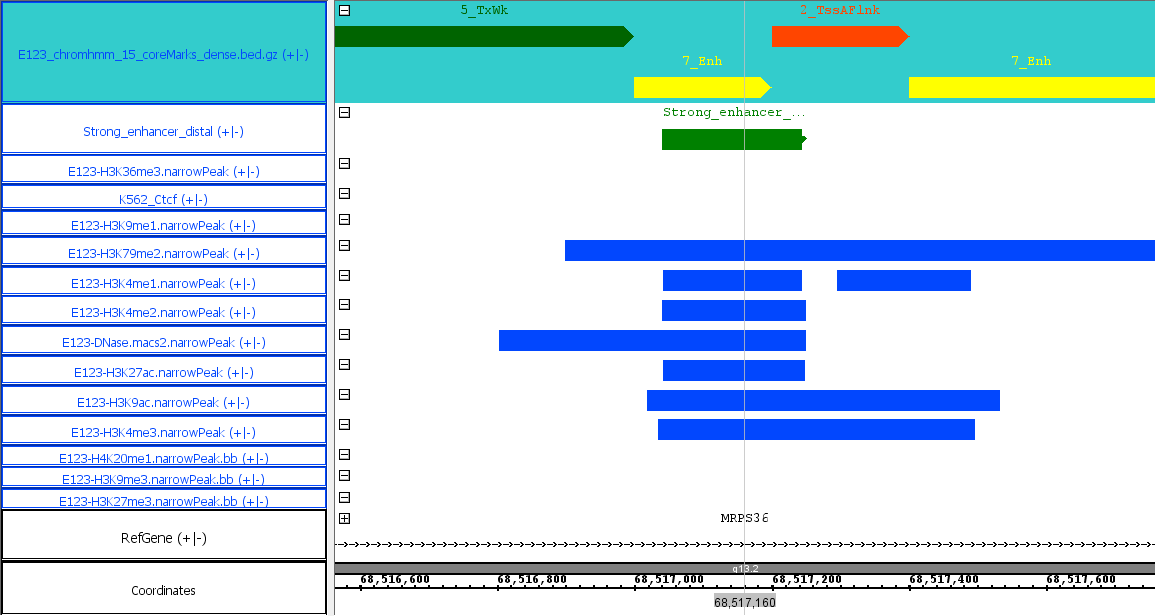 5_TxWk 2_TssAFlnk
E123_chromhmm_15_coreMarks_dense.bed.gz (+|-)
7_Enh 7_Enh
Strong_enhancer_...
Strong_enhancer_distal (+|-)
E123-H3K36me3.narrowPeak (+|-)
K562_Ctcf (+|-)
E123-H3K9me1.narrowPeak (+|-)
E123-H3K79me2.narrowPeak (+|-)
E123-H3K4me1.narrowPeak (+|-)
E123-H3K4me2.narrowPeak (+|-)
E123-DNase.macs2.narrowPeak (+|-)
E123-H3K27ac.narrowPeak (+|-)
E123-H3K9ac.narrowPeak (+|-)
E123-H3K4me3.narrowPeak (+|-)
E123-H4K20me1.narrowPeak.bb (+|-)
E123-H3K9me3.narrowPeak.bb (+|-)
E123-H3K27me3.narrowPeak.bb (+|-)
MRPS36
RefGene (+|-)
q13.2
68,516,600 68,516,800 68,517,000 68,517,200 68,517,400 68,517,600
Coordinates
68,517,160